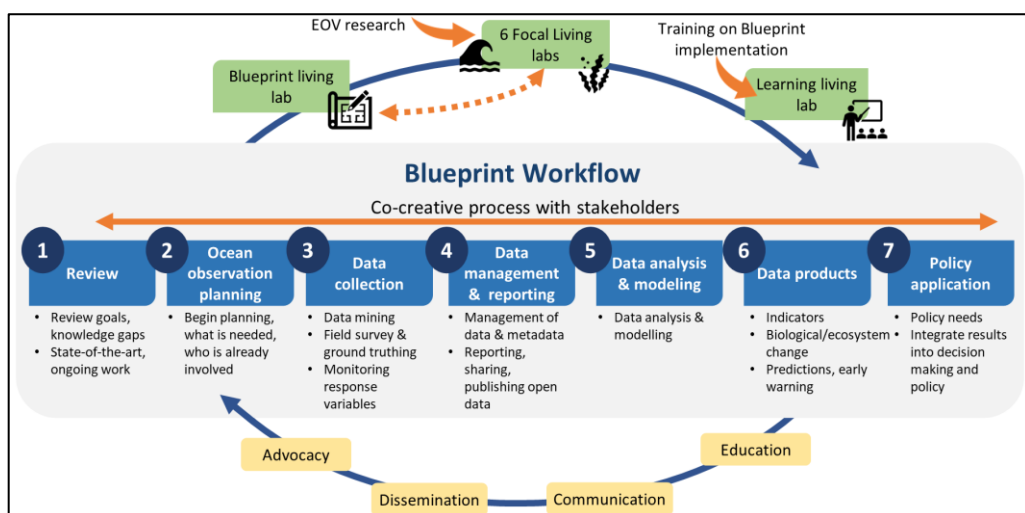 EOV research
6 Focal Living
labs
Training on Blueprint
implementation
Blueprint living
lab
Learning living
lab
Blueprint Workflow
Co-creative process with stakeholders
1
Review
• Review goals,
knowledge gaps
• State-of-the-art,
ongoing work
2
Ocean
observation
planning
• Begin planning,
what is needed,
who is already
involved
3
Data
collection
• Data mining
• Field survey &
ground truthing
• Monitoring
response
variables
4
Data
management
& reporting
• Management of
data & metadata
• Reporting,
sharing,
publishing open
data
5
Data analysis
& modeling
• Data analysis &
modelling
6
Data products
• Indicators
• Biological/ecosystem
change
• Predictions, early
warning
7
Policy
application
• Policy needs
• Integrate results
into decision
making and
policy
Advocacy
Dissemination
Communication
Education